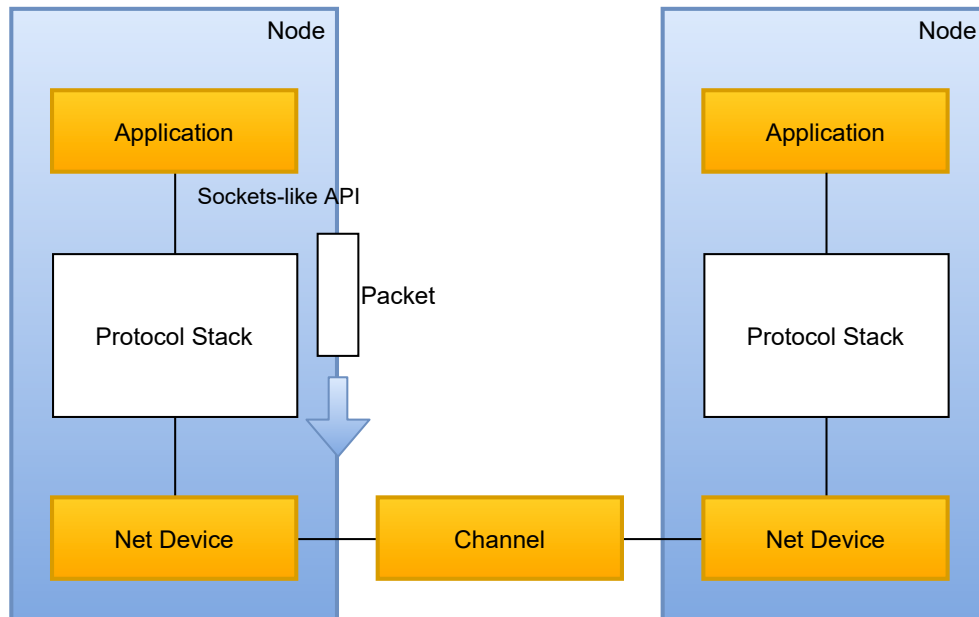 Node
Node
Application
Application
Sockets-like API
Packet
Protocol Stack
Protocol Stack
Net Device
Channel
Net Device